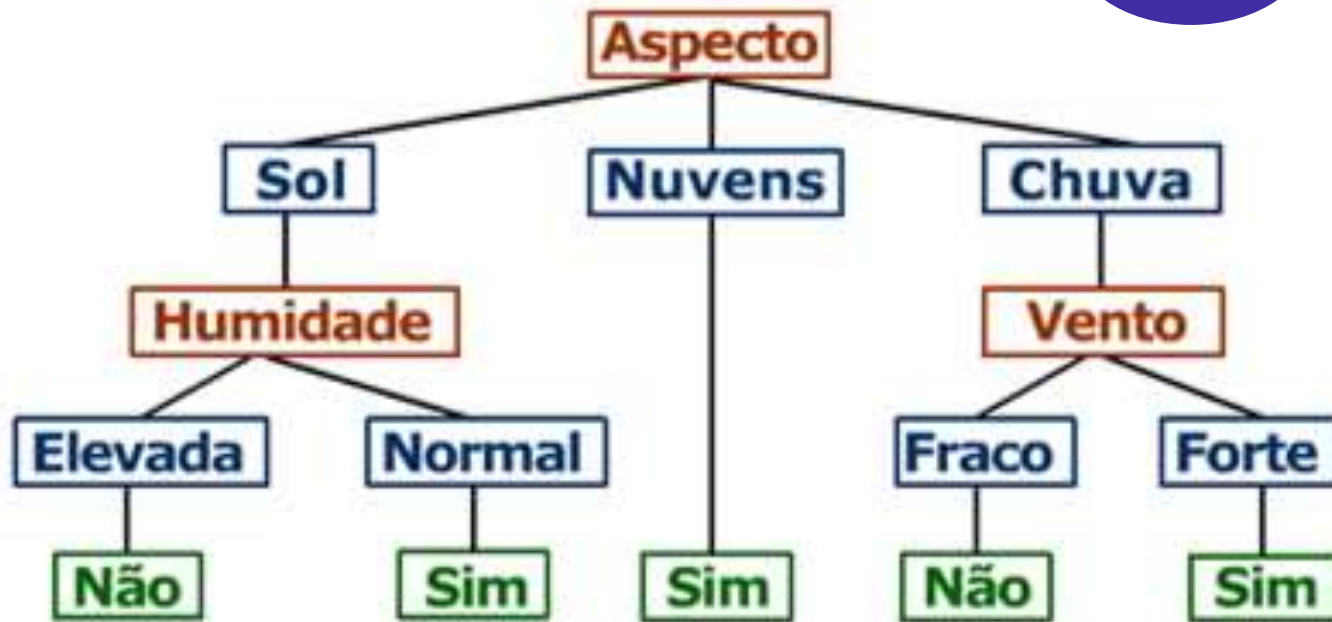 Aspecto
Sol Nuvens Chuva
Humidade Vento
Elevada Normal Fraco Forte
Não Sim Sim Não Sim